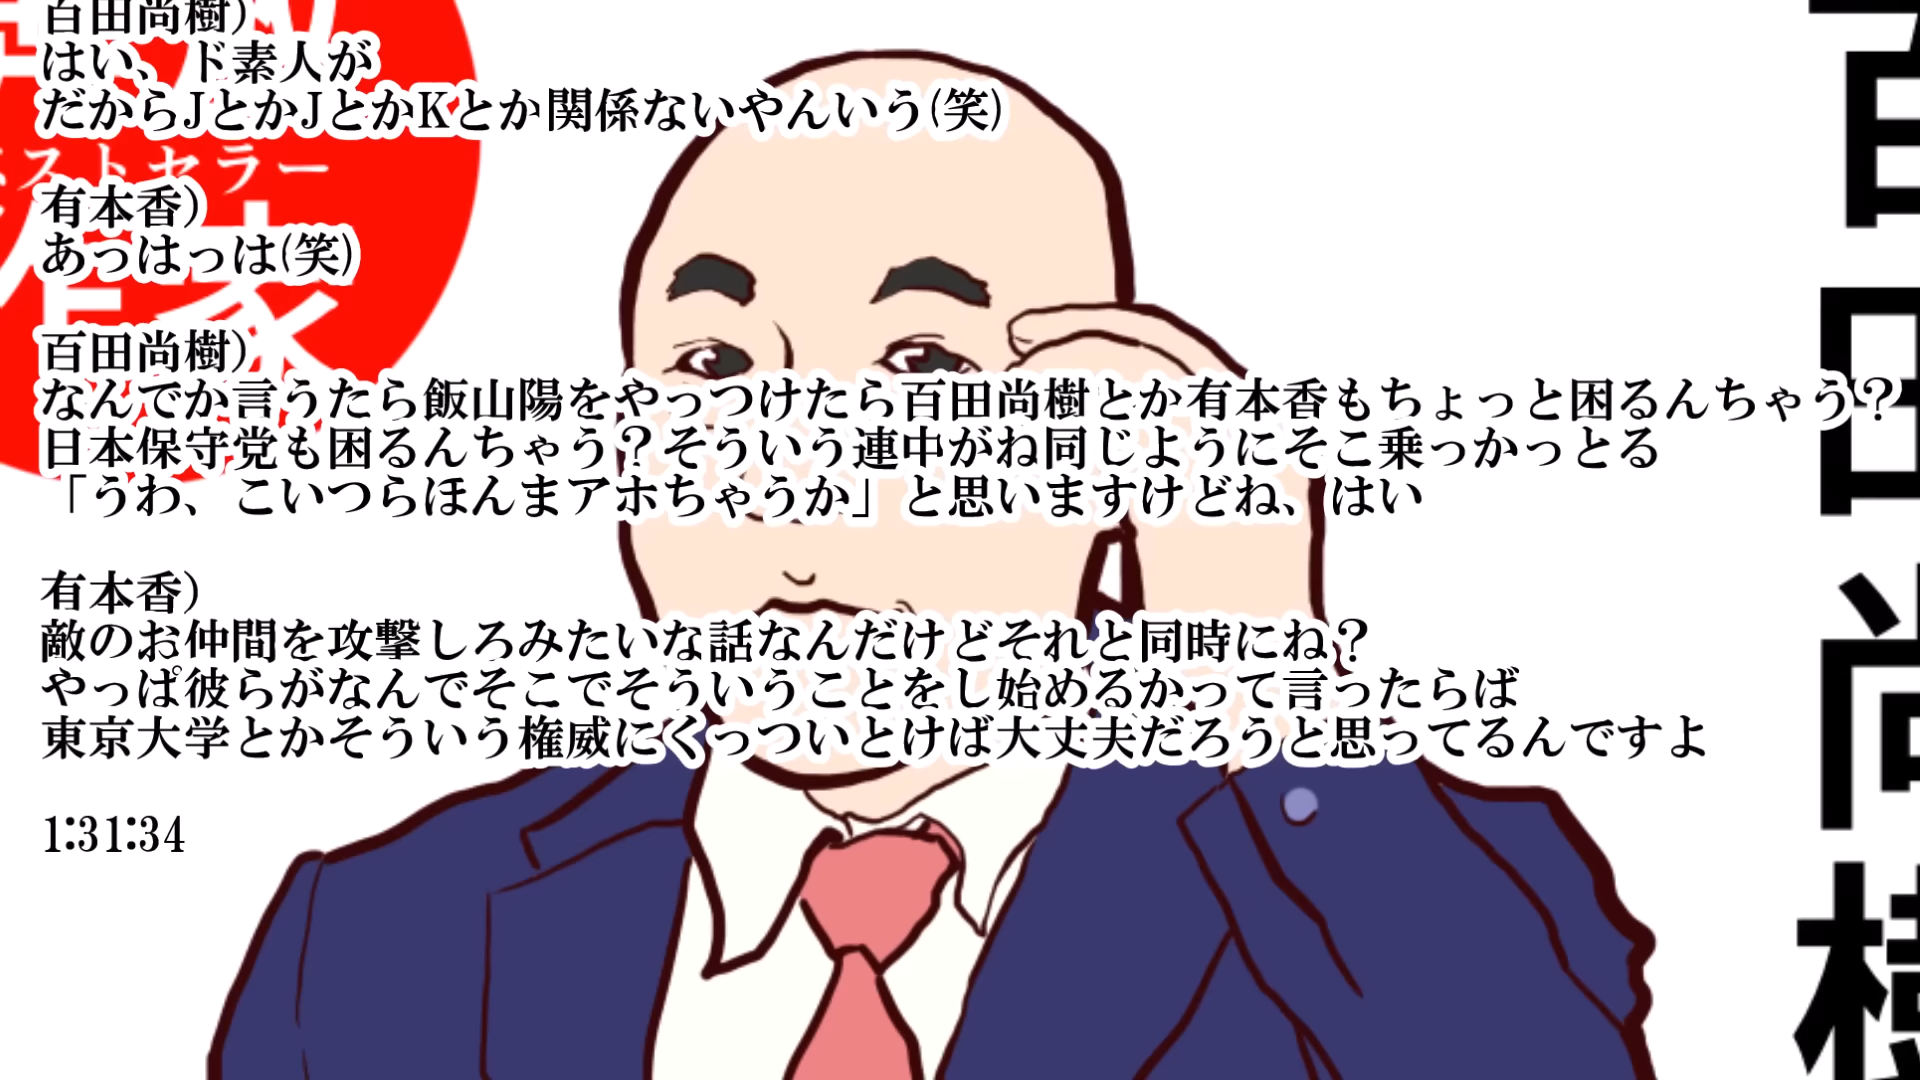 百田尚樹)
はい、ド素人が
だからJとかJとかKとか関係ないやんいう(笑)
有本香)
あっはっは(笑)
百田尚樹)
なんでか言うたら飯山陽をやっつけたら百田尚樹とか有本香もちょっと困るんちゃう？
日本保守党も困るんちゃう？そういう連中がね同じようにそこ乗っかっとる
「うわ、こいつらほんまアホちゃうか」と思いますけどね、はい
有本香)
敵のお仲間を攻撃しろみたいな話なんだけどそれと同時にね？
やっぱ彼らがなんでそこでそういうことをし始めるかって言ったらば
東京大学とかそういう権威にくっついとけば大丈夫だろうと思ってるんですよ
1:31:34
ベストセラー
作家
百田尚樹